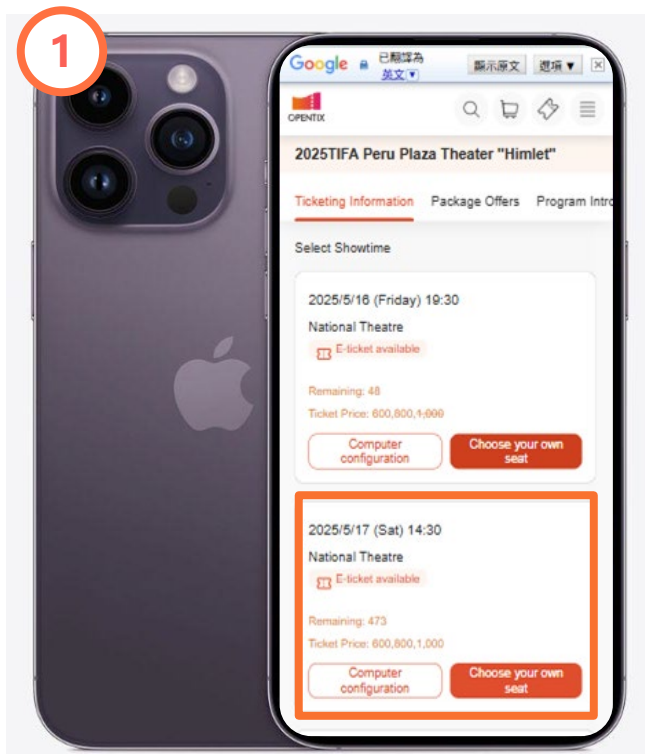 1
Google 已翻譯為 英文▼ 顯示原文 選項▼
OPENTIX
2025TIFA Peru Plaza Theater "Himlet"
Ticketing Information Package Offers Program Intro
Select Showtime
2025/5/16 (Friday) 19:30
National Theatre
E-ticket available
Remaining: 48
Ticket Price: 600,800,1,000
Computer configuration
Choose your own seat
2025/5/17 (Sat) 14:30
National Theatre
E-ticket available
Remaining: 473
Ticket Price: 600,800,1,000
Computer configuration
Choose your own seat